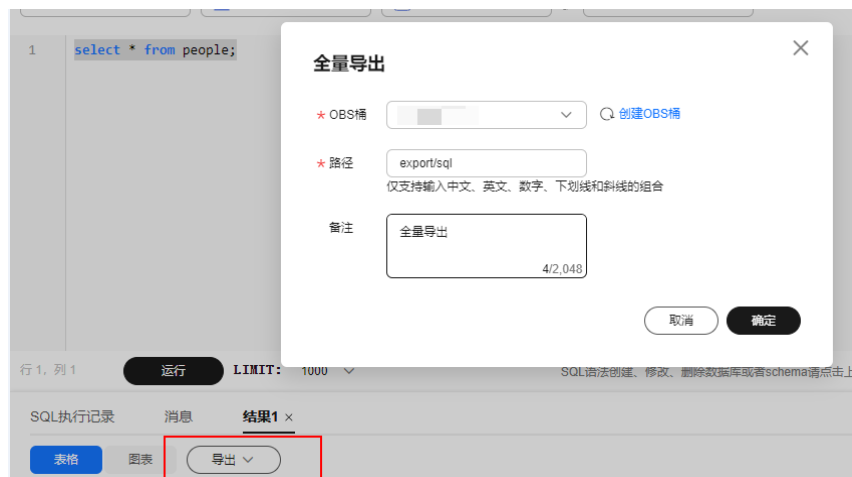 1 select * from people;
全量导出
* OBS桶 创建OBS桶
* 路径 export/sql
仅支持输入中文、英文、数字、下划线和斜线的组合
备注 全量导出
4/2,048
取消 确定
行 1, 列 1 运行 LIMIT: 1000 SQL语法创建、修改、删除数据库或者schema请点击上
SQL执行记录 消息 结果1 ×
表格 图表 导出